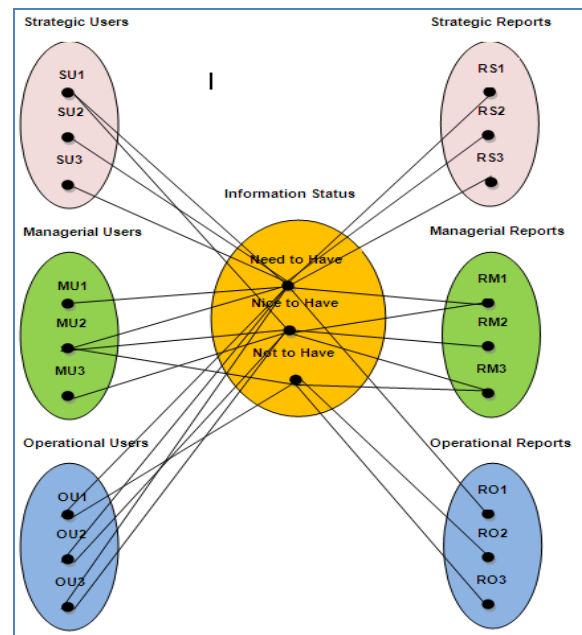 Strategic Users
Strategic Reports
SU1
SU2
SU3
RS1
RS2
RS3
Information Status
Need to Have
Nice to Have
Not to Have
Managerial Users
Managerial Reports
MU1
MU2
MU3
RM1
RM2
RM3
Operational Users
Operational Reports
OU1
OU2
OU3
RO1
RO2
RO3